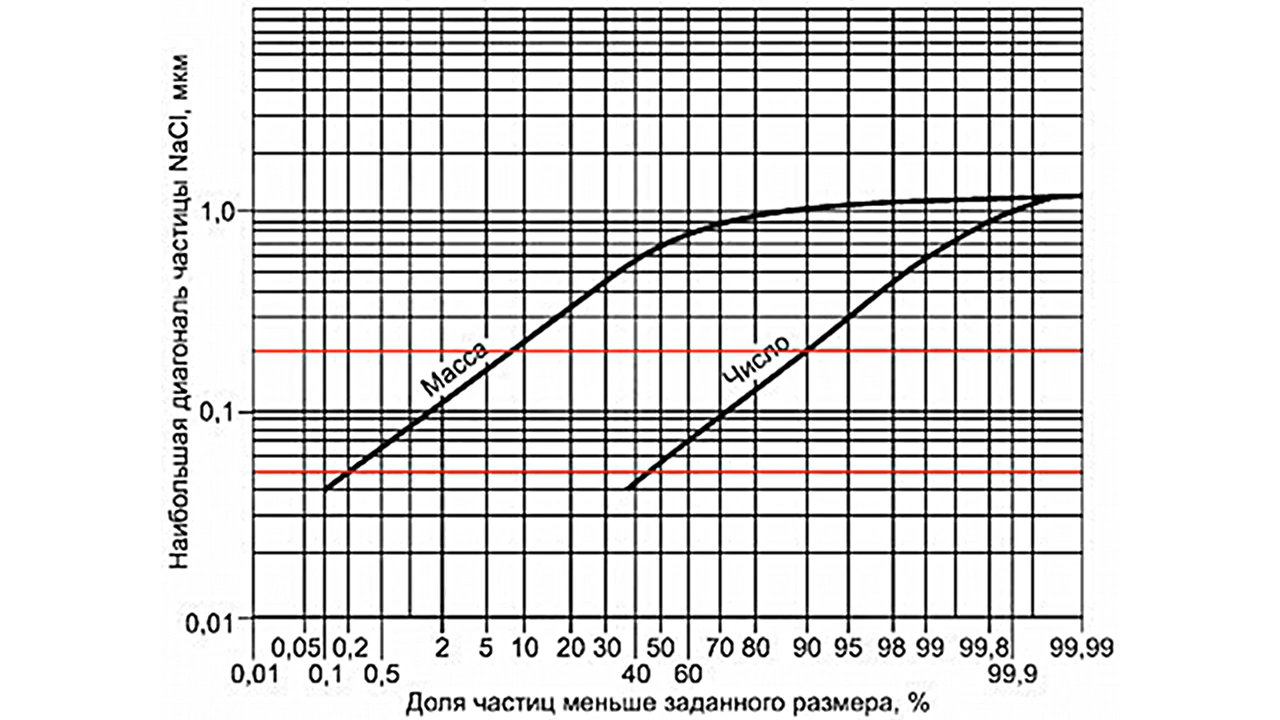 Наибольшая диагональ частицы NaCl, мкм
1,0
0,1
0,01
Масса
Число
0,05 0,2 2 5 10 20 30 50 70 80 90 95 98 99 99,8 99,99
0,01 0,1 0,5 40 60 99,9
Доля частиц меньше заданного размера, %